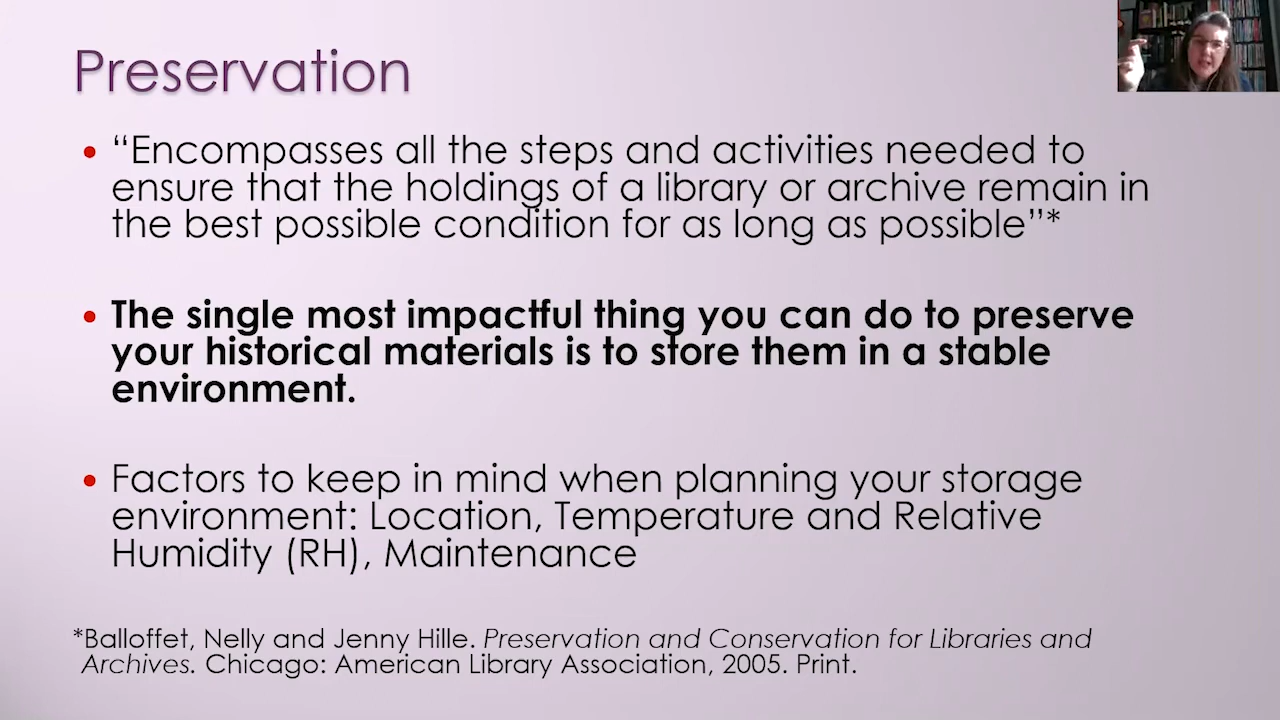 Preservation
• “Encompasses all the steps and activities needed to
ensure that the holdings of a library or archive remain in
the best possible condition for as long as possible”*
• The single most impactful thing you can do to preserve
your historical materials is to store them in a stable
environment.
• Factors to keep in mind when planning your storage
environment: Location, Temperature and Relative
Humidity (RH), Maintenance
*Balloffet, Nelly and Jenny Hille. Preservation and Conservation for Libraries and
Archives. Chicago: American Library Association, 2005. Print.